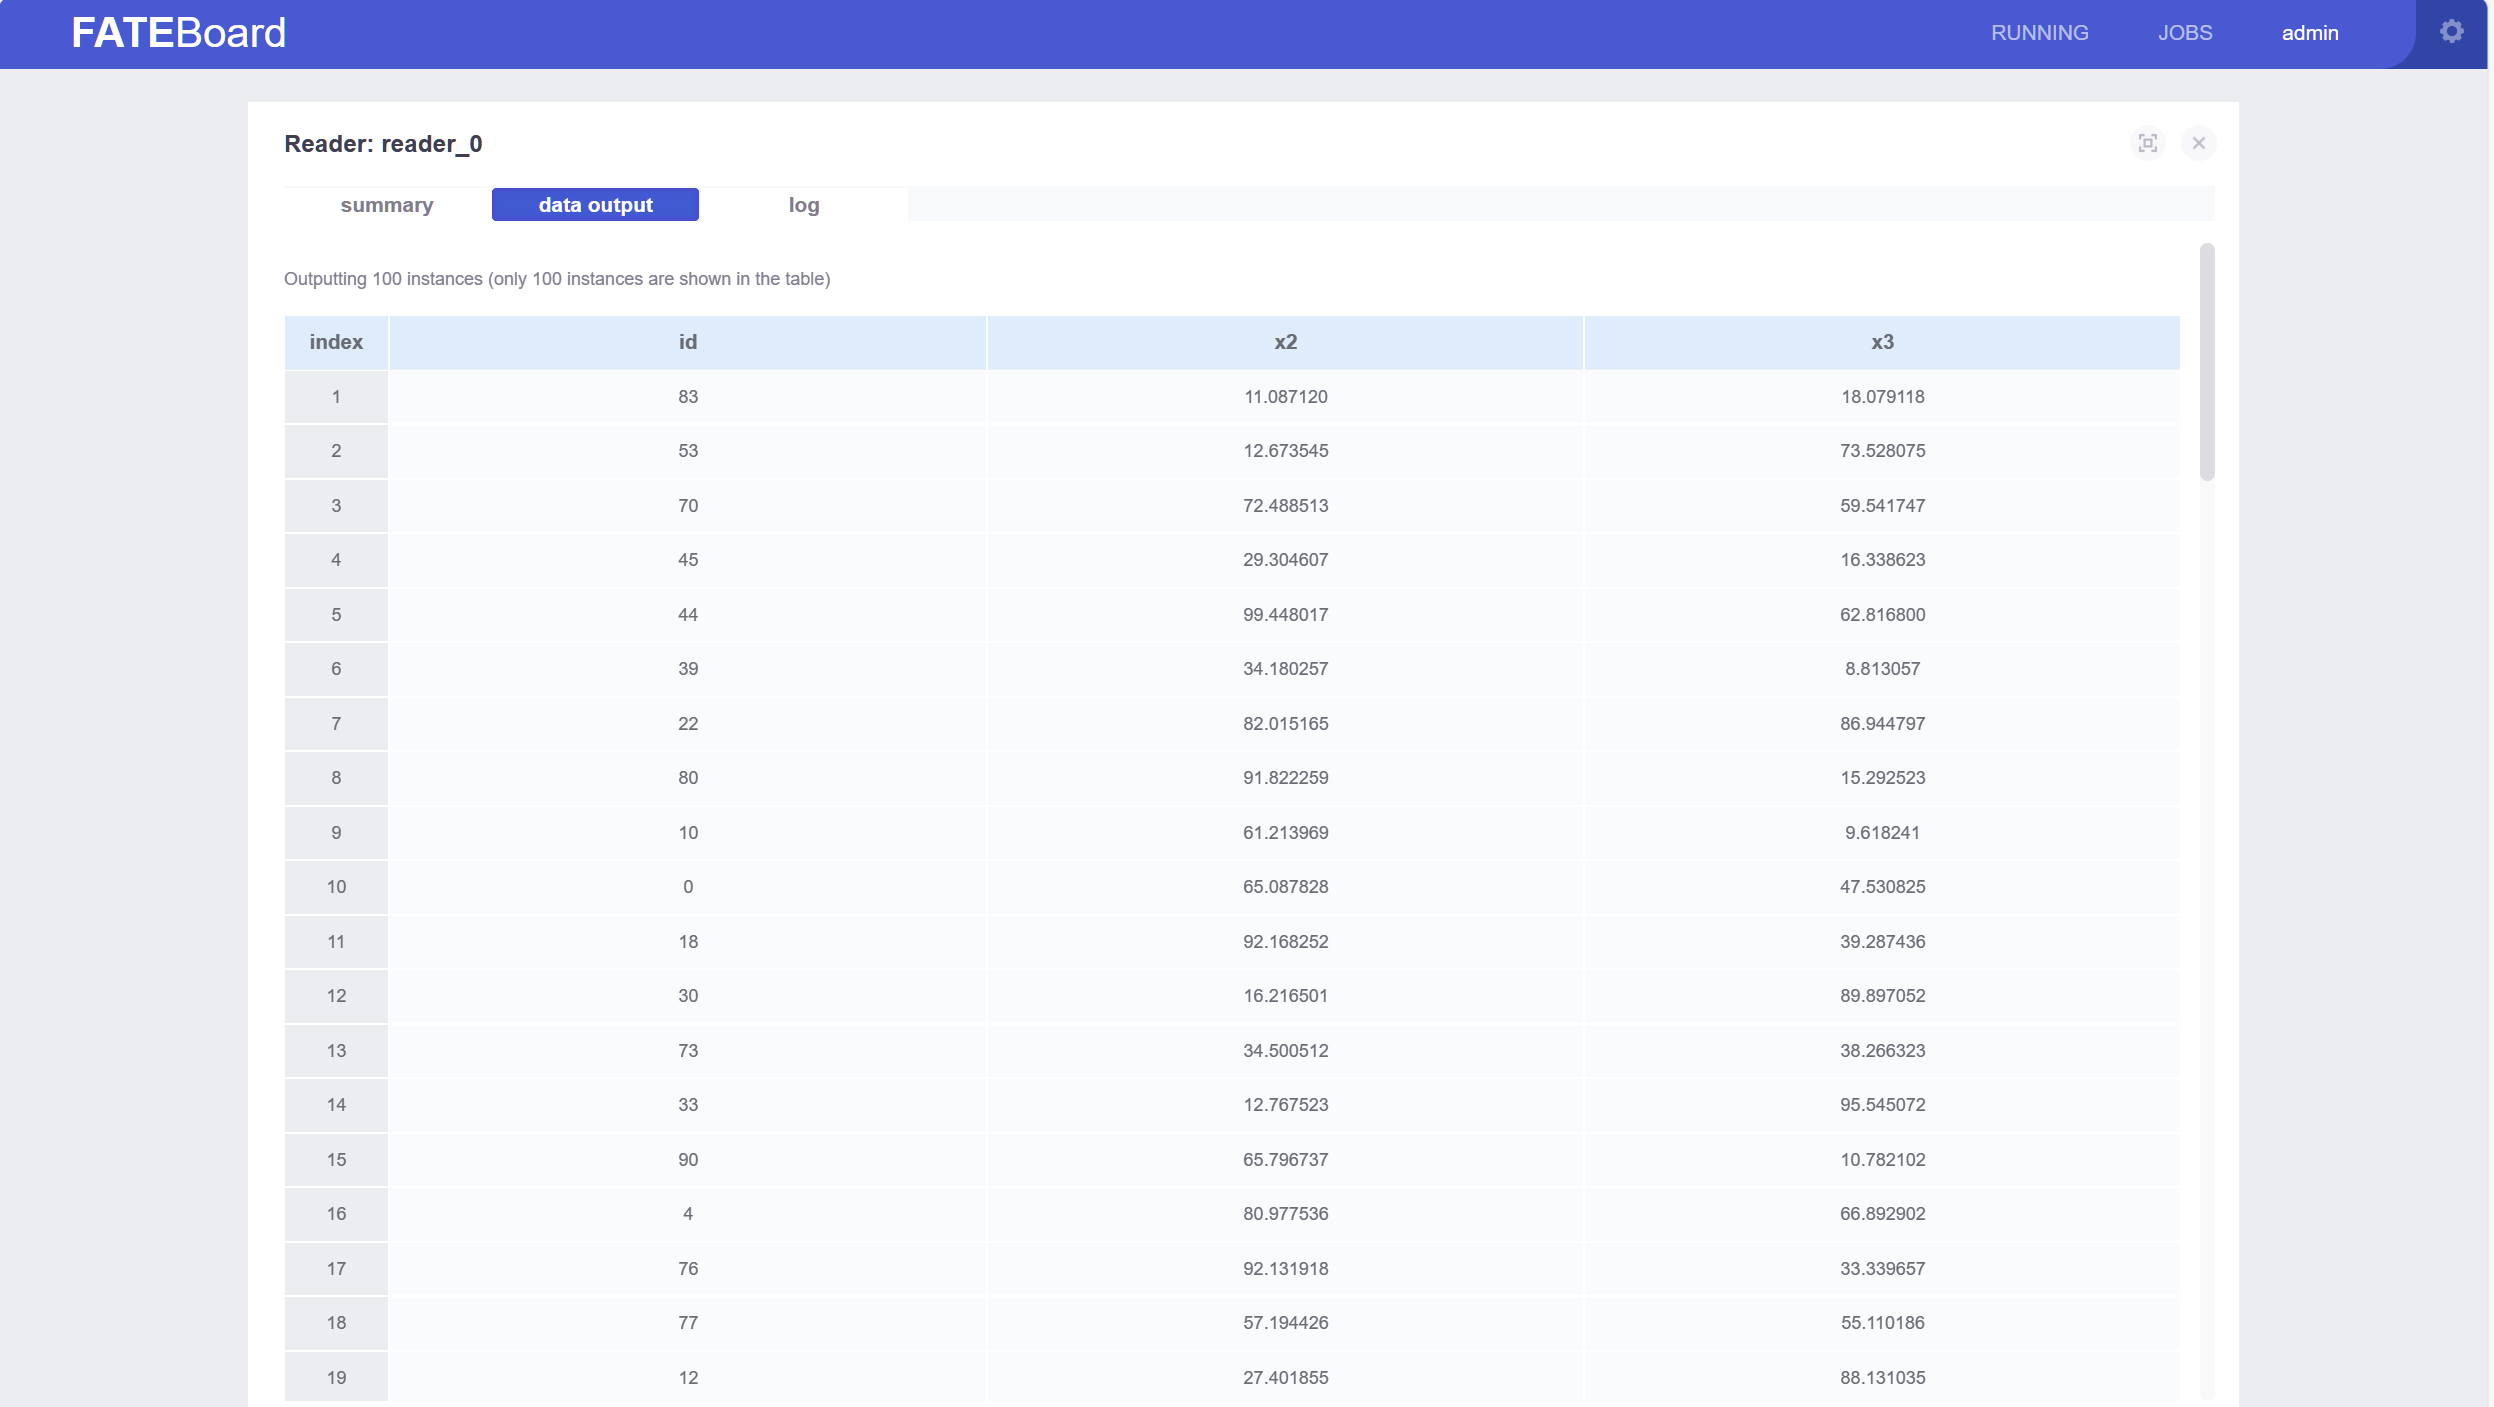 FATEBoard RUNNING JOBS admin
Reader: reader_0
summary data output log
Outputting 100 instances (only 100 instances are shown in the table)
index id x2 x3
1 83 11.087120 18.079118
2 53 12.673545 73.528075
3 70 72.488513 59.541747
4 45 29.304607 16.338623
5 44 99.448017 62.816800
6 39 34.180257 8.813057
7 22 82.015165 86.944797
8 80 91.822259 15.292523
9 10 61.213969 9.618241
10 0 65.087828 47.530825
11 18 92.168252 39.287436
12 30 16.216501 89.897052
13 73 34.500512 38.266323
14 33 12.767523 95.545072
15 90 65.796737 10.782102
16 4 80.977536 66.892902
17 76 92.131918 33.339657
18 77 57.194426 55.110186
19 12 27.401855 88.131035